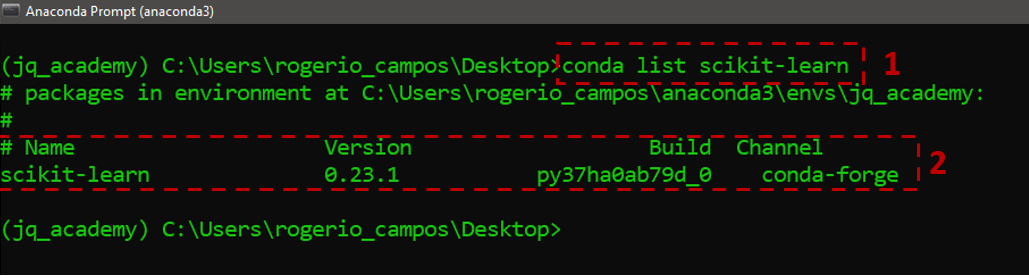 Anaconda Prompt (anaconda3)
(jq_academy) C:\Users\rogerio_campos\Desktop>conda list scikit-learn 1
# packages in environment at C:\Users\rogerio_campos\anaconda3\envs\jq_academy:
#
# Name Version Build Channel
scikit-learn 0.23.1 py37ha0ab79d_0 conda-forge 2
(jq_academy) C:\Users\rogerio_campos\Desktop>